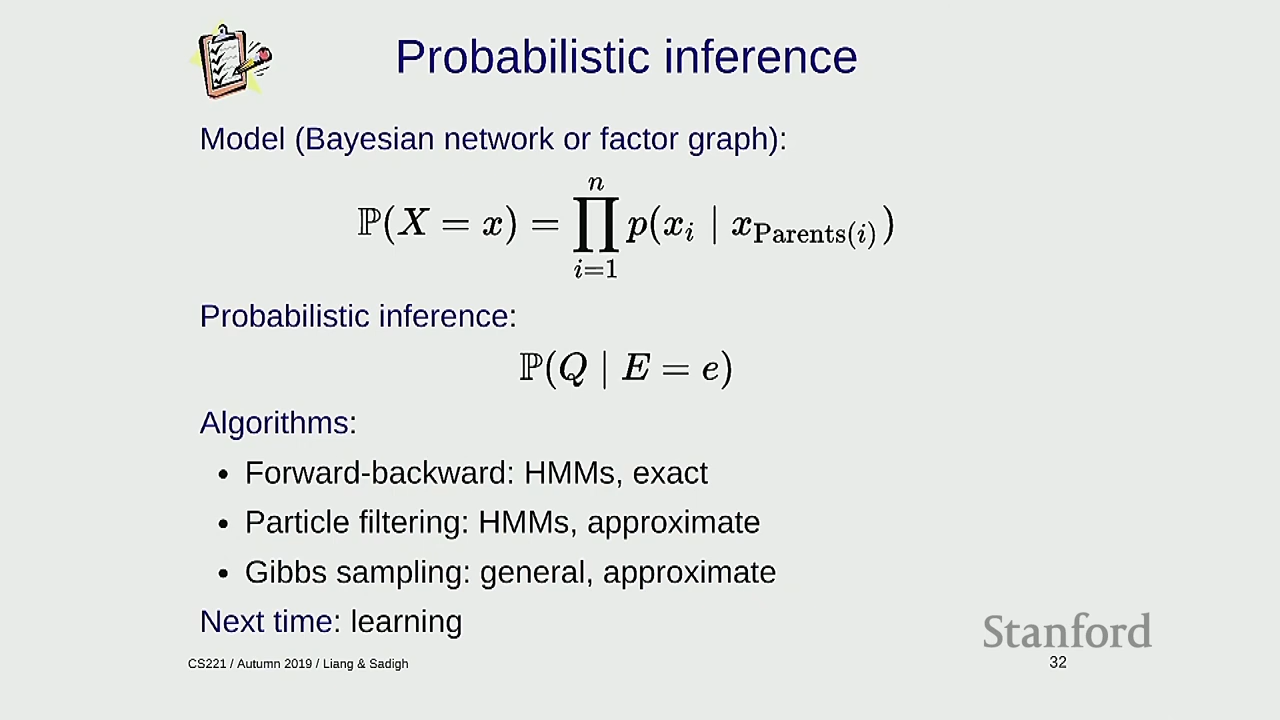 Probabilistic inference
Model (Bayesian network or factor graph):
n
ℙ(X = x) = ∏ p(xᵢ | x_Parents(i))
i=1
Probabilistic inference:
ℙ(Q | E = e)
Algorithms:
• Forward-backward: HMMs, exact
• Particle filtering: HMMs, approximate
• Gibbs sampling: general, approximate
Next time: learning
Stanford
CS221 / Autumn 2019 / Liang & Sadigh
32